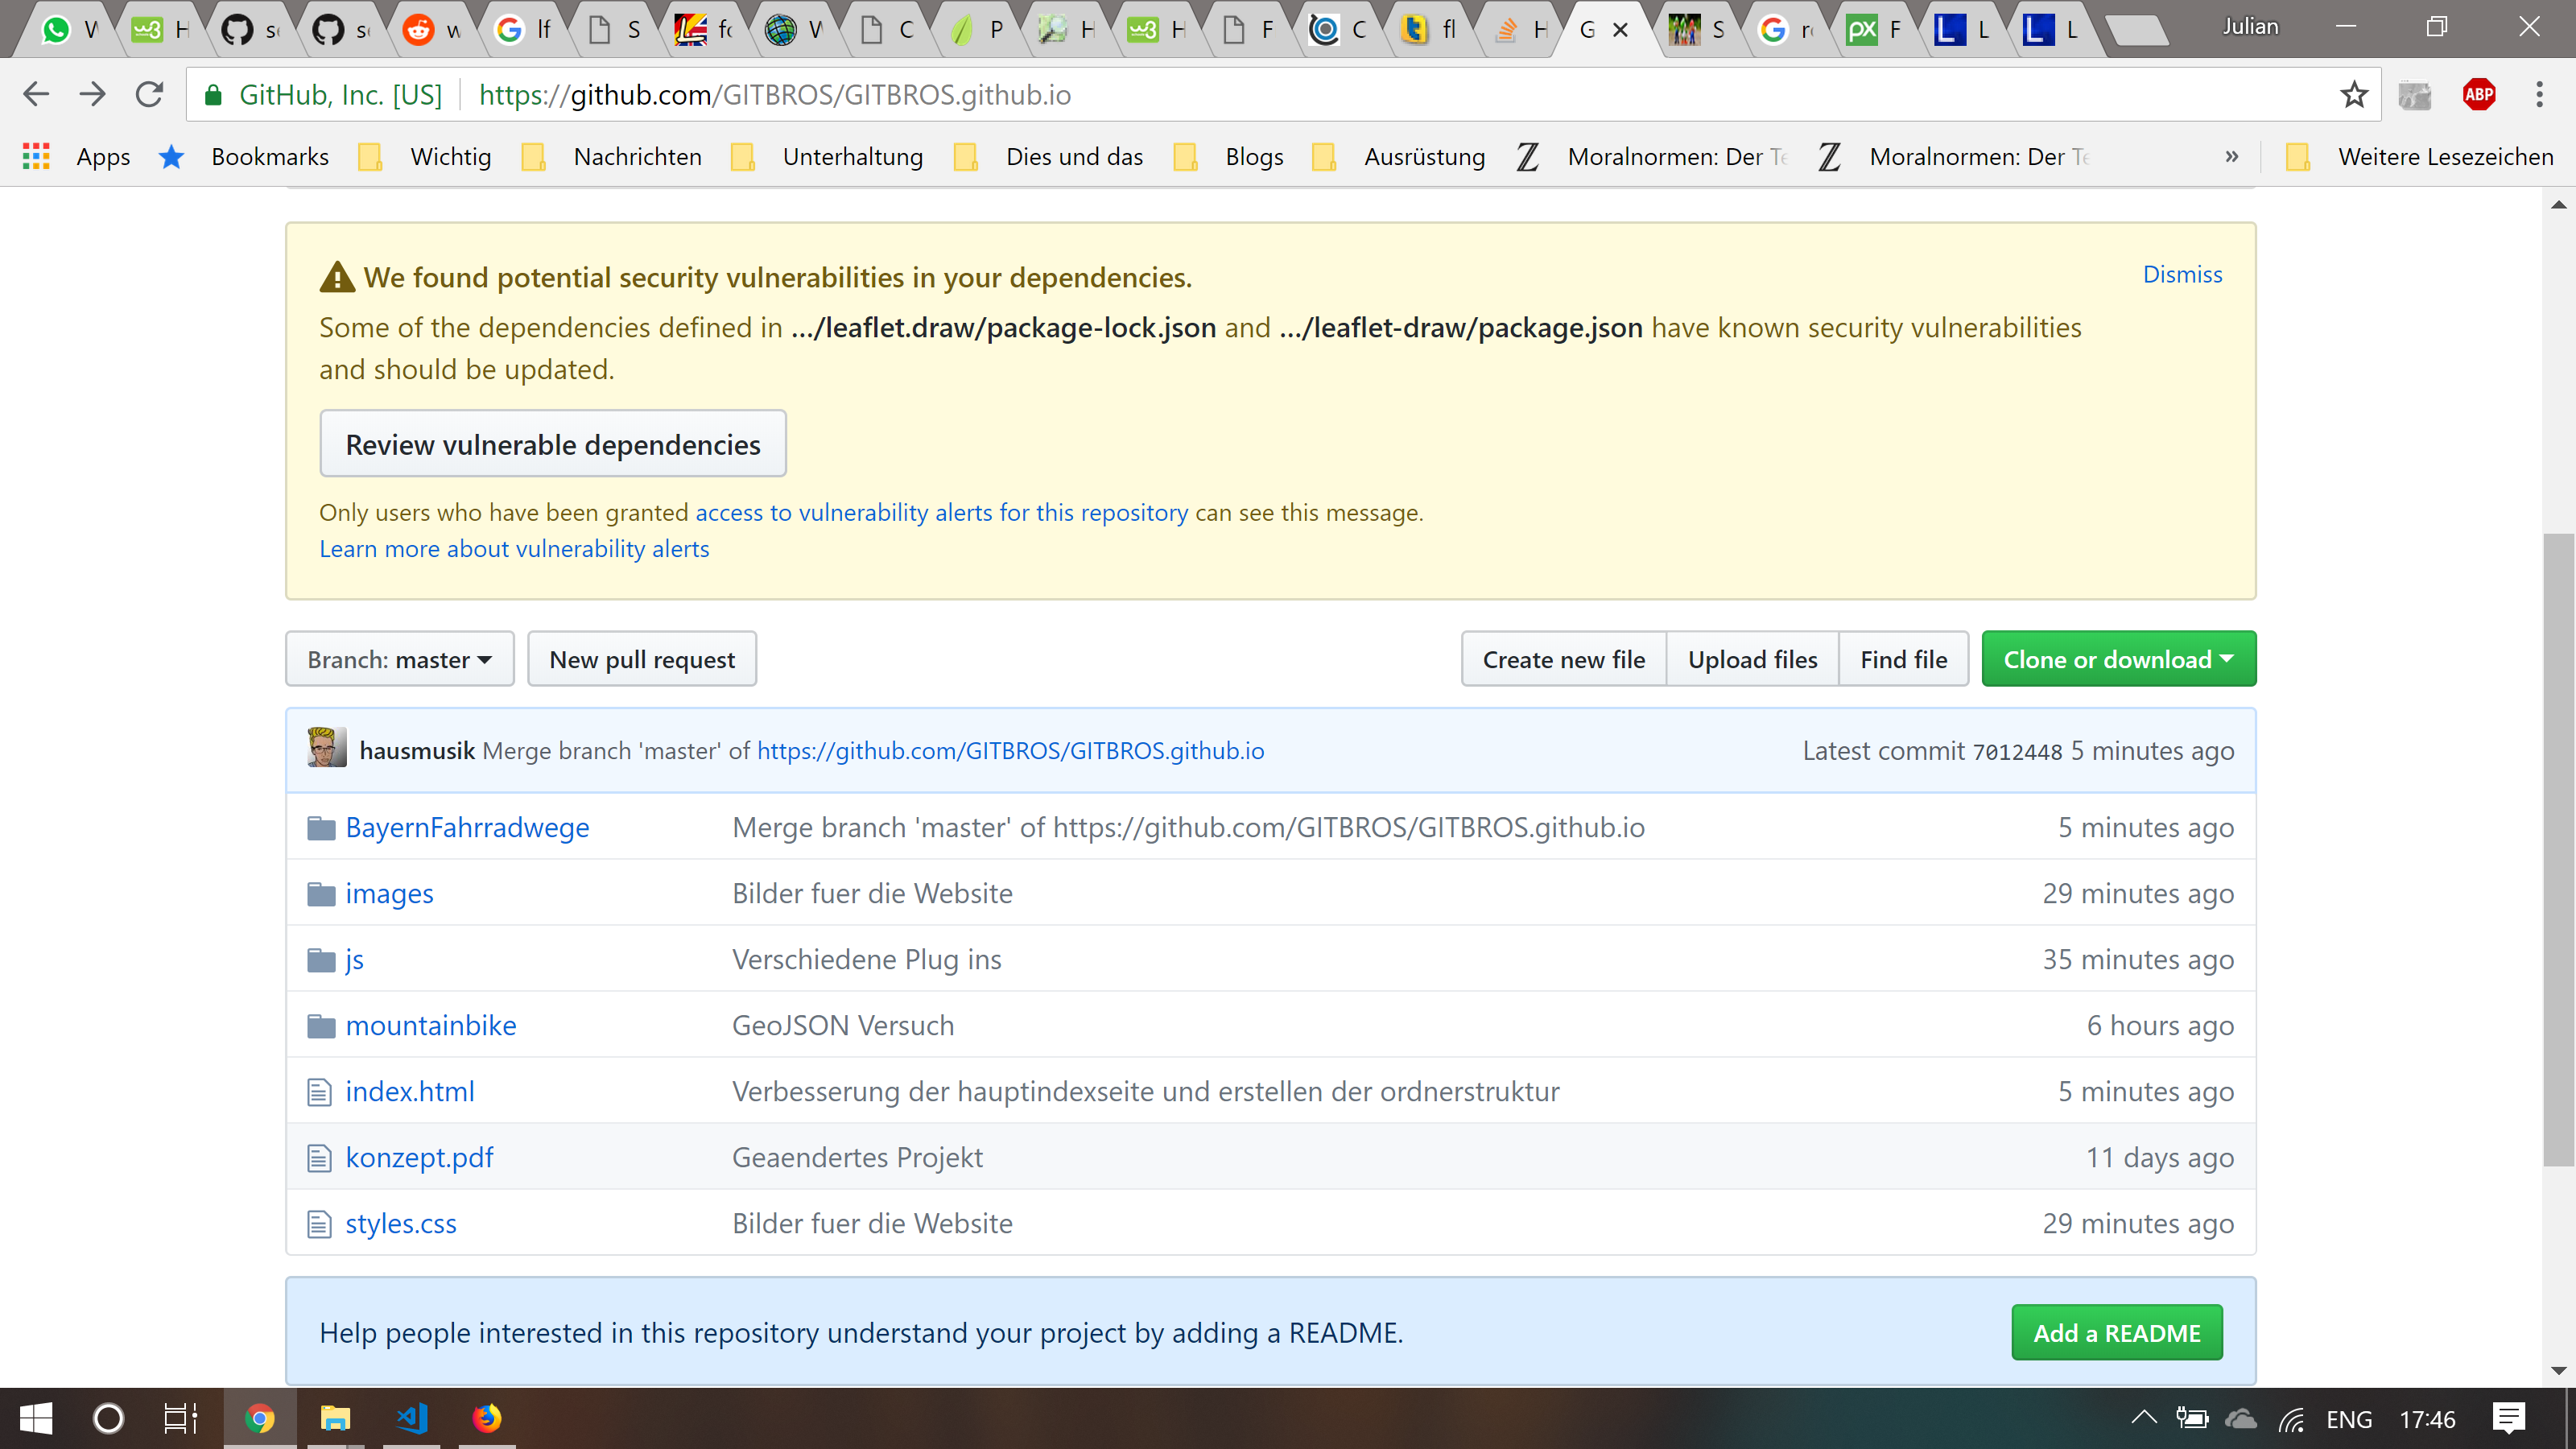 W H s s w lf S fo W C P H H F C fl H G S r F L L Julian
GitHub, Inc. [US] https://github.com/GITBROS/GITBROS.github.io ABP
Apps Bookmarks Wichtig Nachrichten Unterhaltung Dies und das Blogs Ausrüstung Moralnormen: Der Te Moralnormen: Der Te » Weitere Lesezeichen
We found potential security vulnerabilities in your dependencies. Dismiss
Some of the dependencies defined in …/leaflet.draw/package-lock.json and …/leaflet-draw/package.json have known security vulnerabilities
and should be updated.
Review vulnerable dependencies
Only users who have been granted access to vulnerability alerts for this repository can see this message.
Learn more about vulnerability alerts
Branch: master New pull request Create new file Upload files Find file Clone or download
hausmusik Merge branch 'master' of https://github.com/GITBROS/GITBROS.github.io Latest commit 7012448 5 minutes ago
BayernFahrradwege Merge branch 'master' of https://github.com/GITBROS/GITBROS.github.io 5 minutes ago
images Bilder fuer die Website 29 minutes ago
js Verschiedene Plug ins 35 minutes ago
mountainbike GeoJSON Versuch 6 hours ago
index.html Verbesserung der hauptindexseite und erstellen der ordnerstruktur 5 minutes ago
konzept.pdf Geaendertes Projekt 11 days ago
styles.css Bilder fuer die Website 29 minutes ago
Help people interested in this repository understand your project by adding a README. Add a README
ENG 17:46